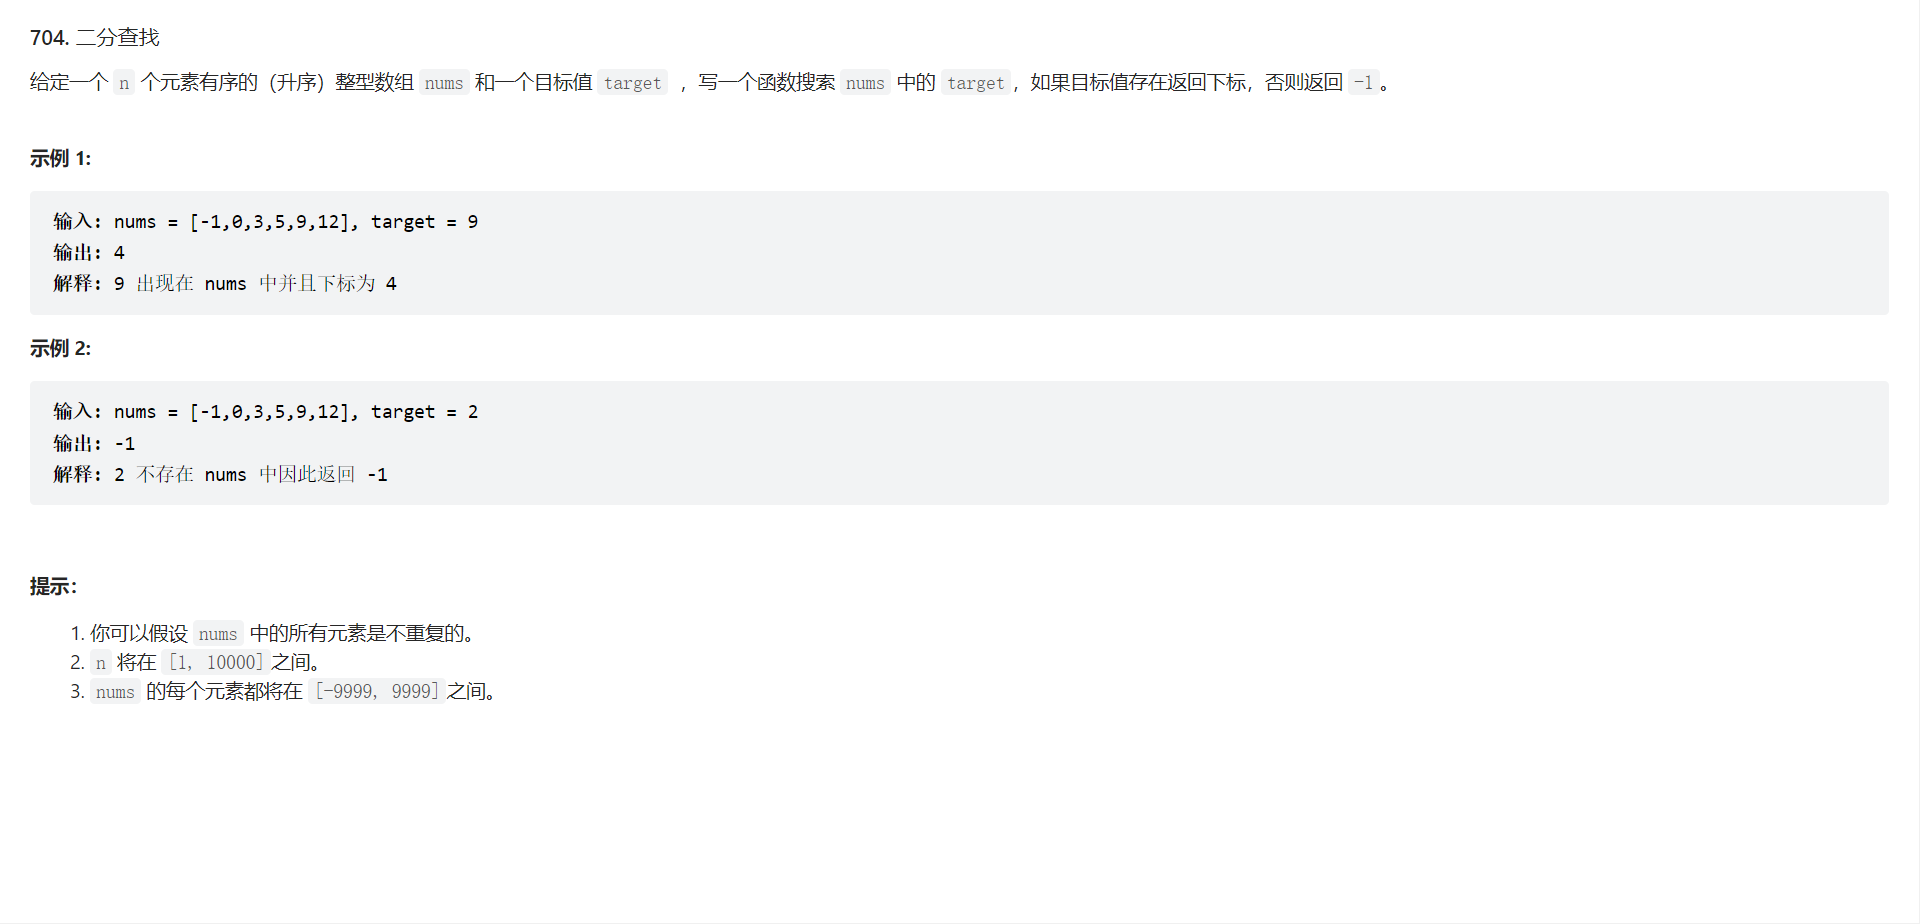 704. 二分查找
给定一个 n 个元素有序的（升序）整型数组 nums 和一个目标值 target ，写一个函数搜索 nums 中的 target，如果目标值存在返回下标，否则返回 -1。
示例 1:
输入: nums = [-1,0,3,5,9,12], target = 9
输出: 4
解释: 9 出现在 nums 中并且下标为 4
示例 2:
输入: nums = [-1,0,3,5,9,12], target = 2
输出: -1
解释: 2 不存在 nums 中因此返回 -1
提示：
1. 你可以假设 nums 中的所有元素是不重复的。
2. n 将在 [1, 10000]之间。
3. nums 的每个元素都将在 [-9999, 9999]之间。